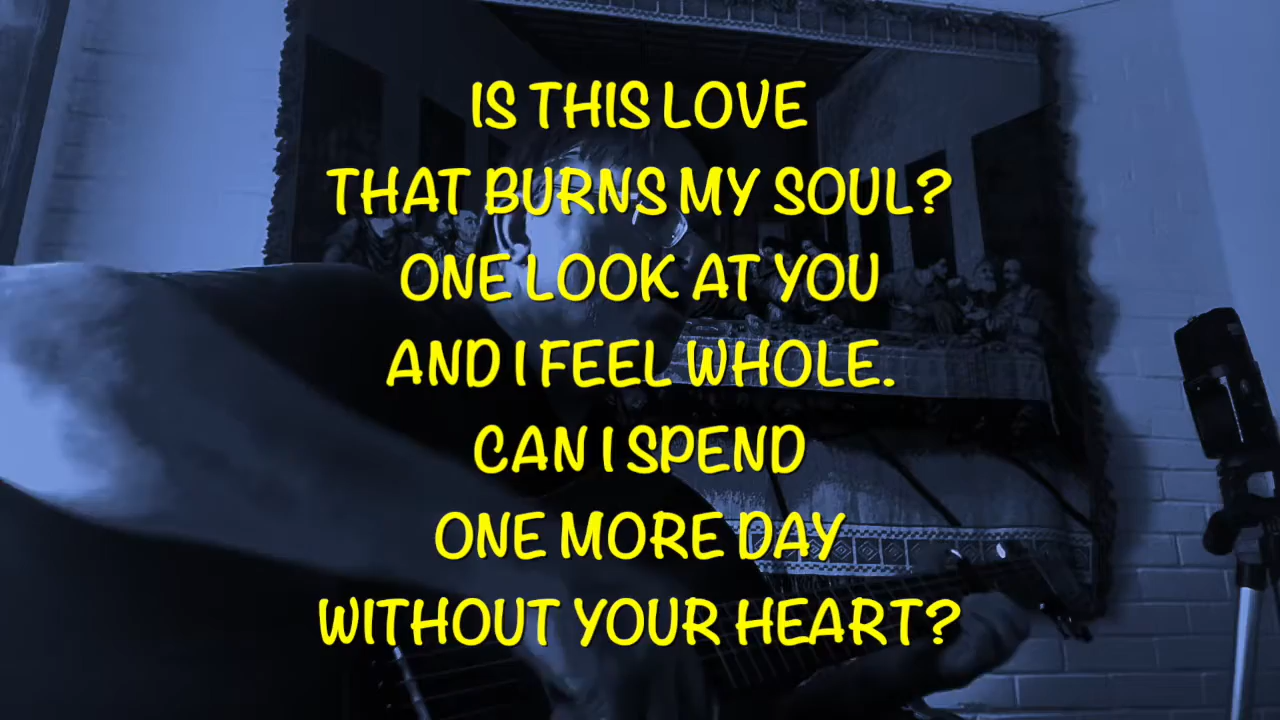 IS THIS LOVE
THAT BURNS MY SOUL?
ONE LOOK AT YOU
AND I FEEL WHOLE.
CAN I SPEND
ONE MORE DAY
WITHOUT YOUR HEART?